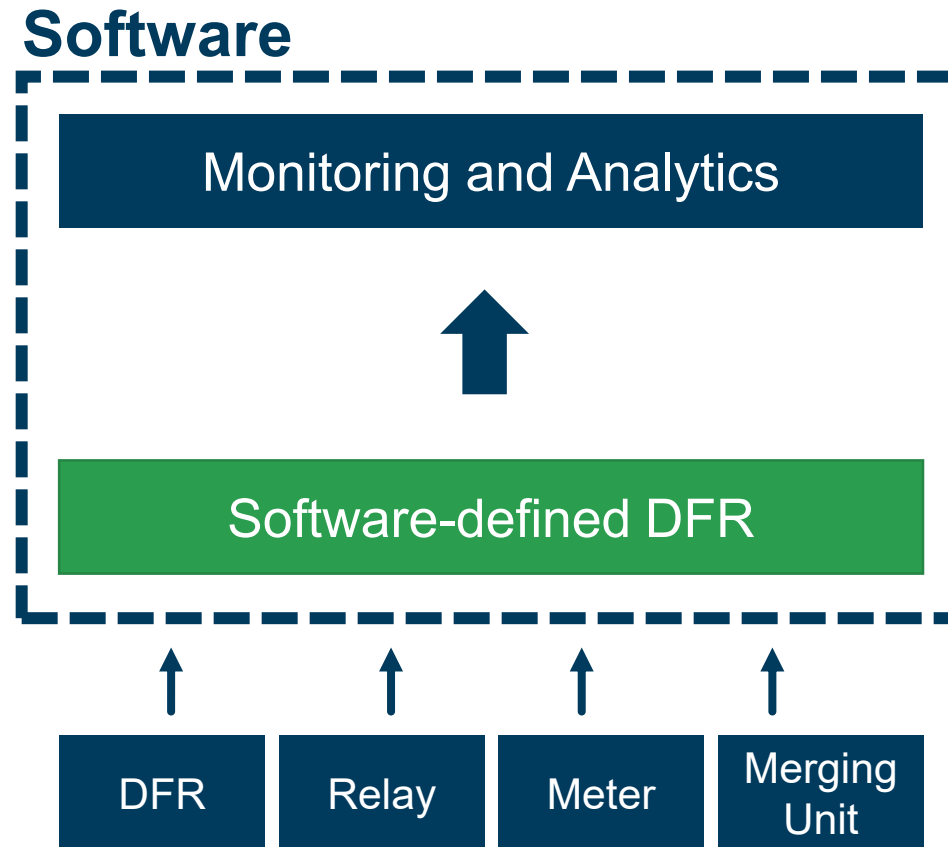 Software
Monitoring and Analytics
Software-defined DFR
DFR
Relay
Meter
Merging
Unit